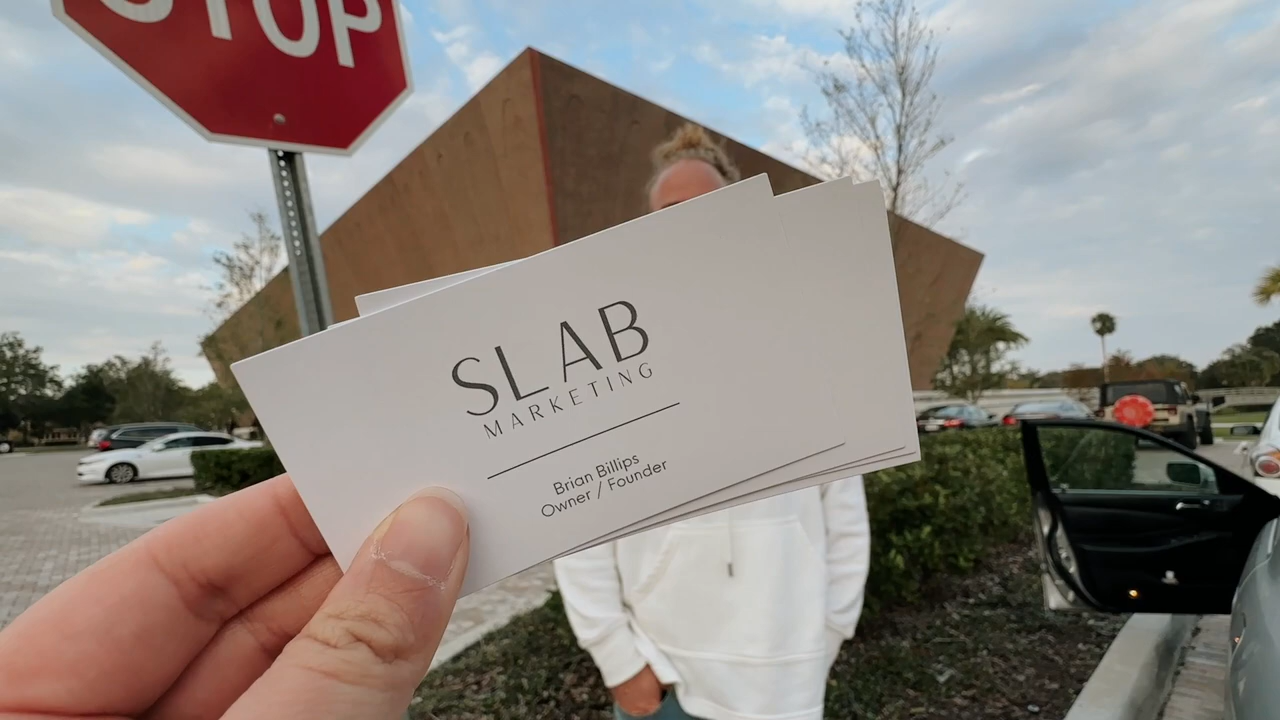 STOP
SLAB
MARKETING
Brian Billips
Owner / Founder